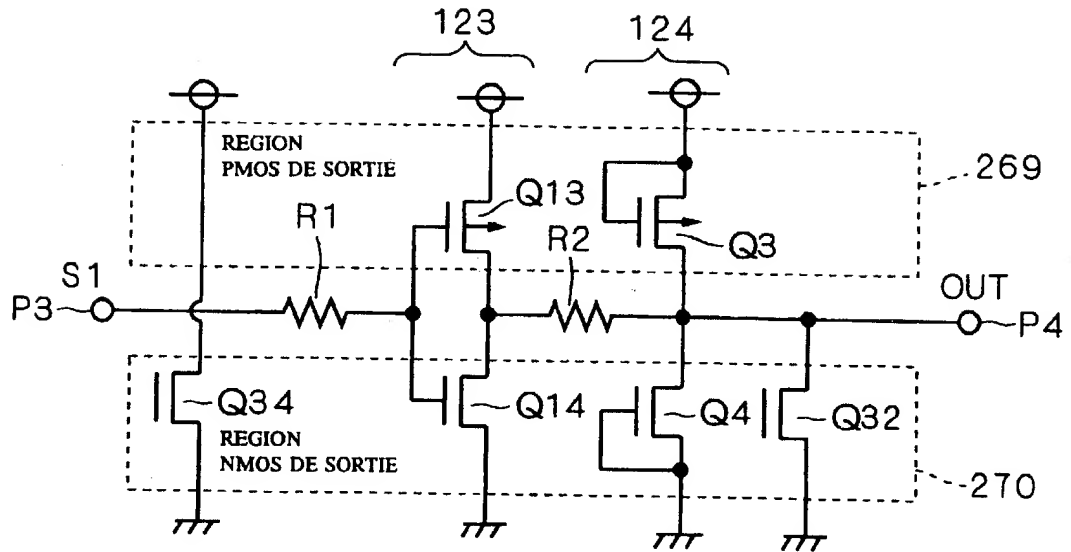 123
124
REGION
PMOS DE SORTIE
269
Q13
R1
R2
Q3
S1
OUT
P3
P4
Q34
Q14
Q4
Q32
REGION
NMOS DE SORTIE
270